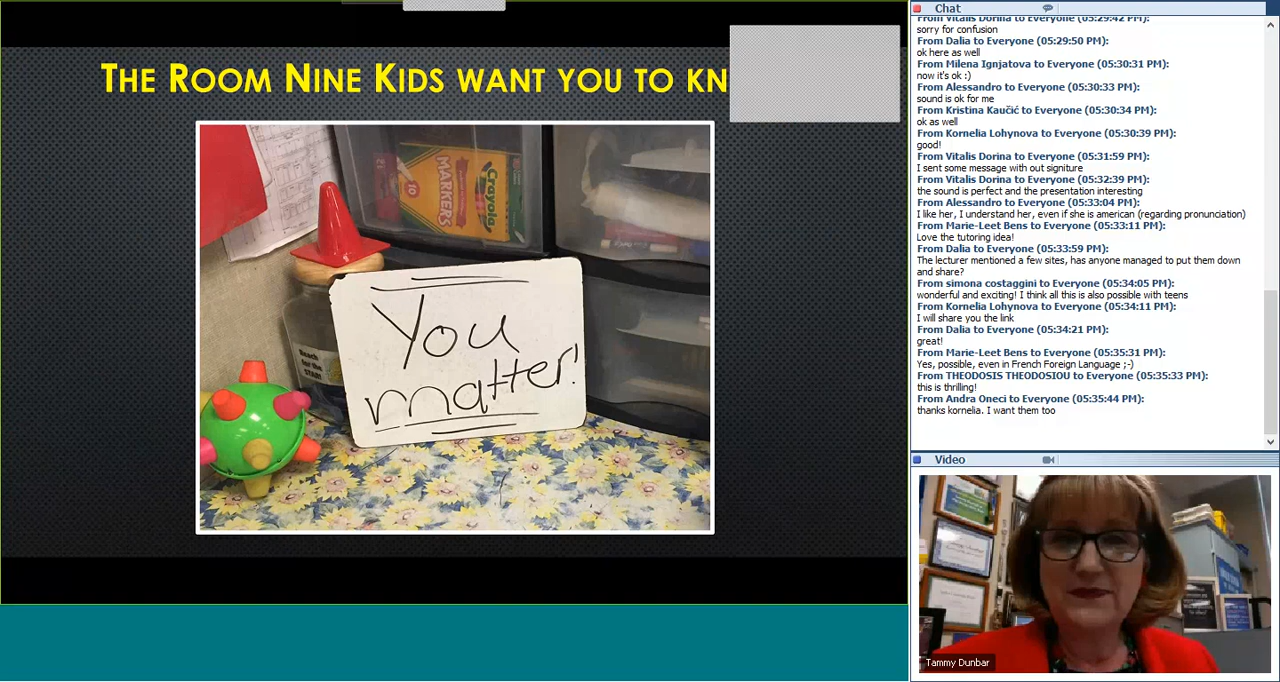 THE ROOM NINE KIDS WANT YOU TO KN
10
MARKERS
Crayola
Reach
for the
STARS
You
matter!
Chat
From Vitalis Dorina to Everyone (05:29:42 PM):
sorry for confusion
From Dalia to Everyone (05:29:50 PM):
ok here as well
From Milena Ignjatova to Everyone (05:30:31 PM):
now it's ok :)
From Alessandro to Everyone (05:30:33 PM):
sound is ok for me
From Kristina Kaučić to Everyone (05:30:34 PM):
ok as well
From Kornelia Lohynova to Everyone (05:30:39 PM):
good!
From Vitalis Dorina to Everyone (05:31:59 PM):
I sent some message with out signiture
From Vitalis Dorina to Everyone (05:32:39 PM):
the sound is perfect and the presentation interesting
From Alessandro to Everyone (05:33:04 PM):
I like her, I understand her, even if she is american (regarding pronunciation)
From Marie-Leet Bens to Everyone (05:33:11 PM):
Love the tutoring idea!
From Dalia to Everyone (05:33:59 PM):
The lecturer mentioned a few sites, has anyone managed to put them down
and share?
From simona costaggini to Everyone (05:34:05 PM):
wonderful and exciting! I think all this is also possible with teens
From Kornelia Lohynova to Everyone (05:34:11 PM):
I will share you the link
From Dalia to Everyone (05:34:21 PM):
great!
From Marie-Leet Bens to Everyone (05:35:31 PM):
Yes, possible, even in French Foreign Language ;-)
From THEODOSIS THEODOSIOU to Everyone (05:35:33 PM):
this is thrilling!
From Andra Oneci to Everyone (05:35:44 PM):
thanks kornelia. I want them too
Video
Tammy Dunbar